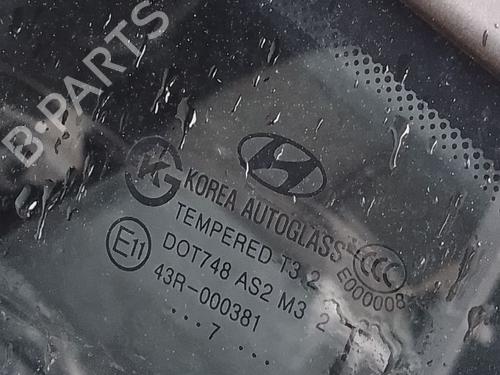 B-PARTS
KOREA AUTOGLASS
TEMPERED T3 2
E000008
DOT748 AS2 M3 2
E11
43R-000381
... 7 ...